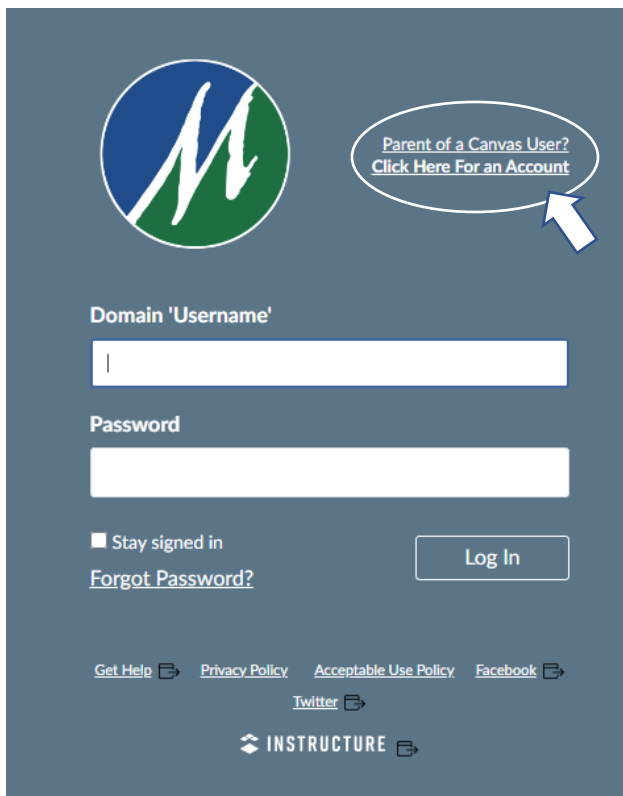 M
Parent of a Canvas User?
Click Here For an Account
Domain 'Username'
Password
Stay signed in
Log In
Forgot Password?
Get Help Privacy Policy Acceptable Use Policy Facebook
Twitter
INSTRUCTURE